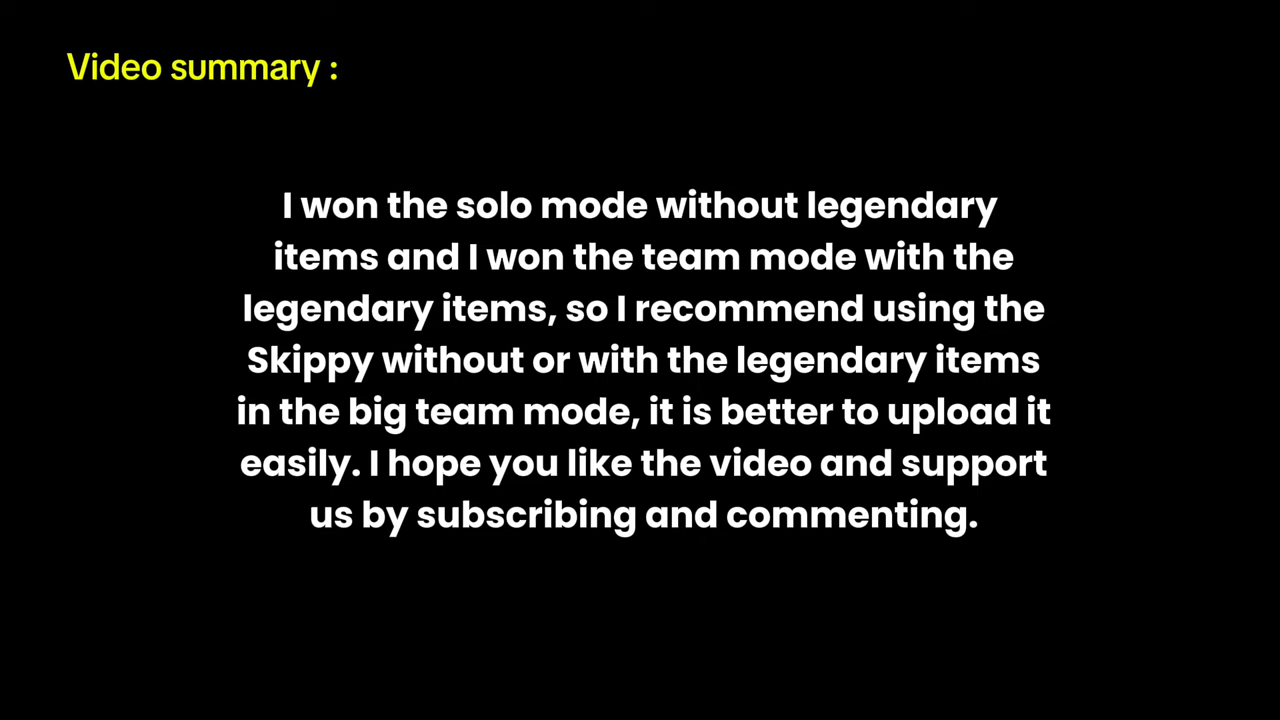 Video summary :
I won the solo mode without legendary
items and I won the team mode with the
legendary items, so I recommend using the
Skippy without or with the legendary items
in the big team mode, it is better to upload it
easily. I hope you like the video and support
us by subscribing and commenting.